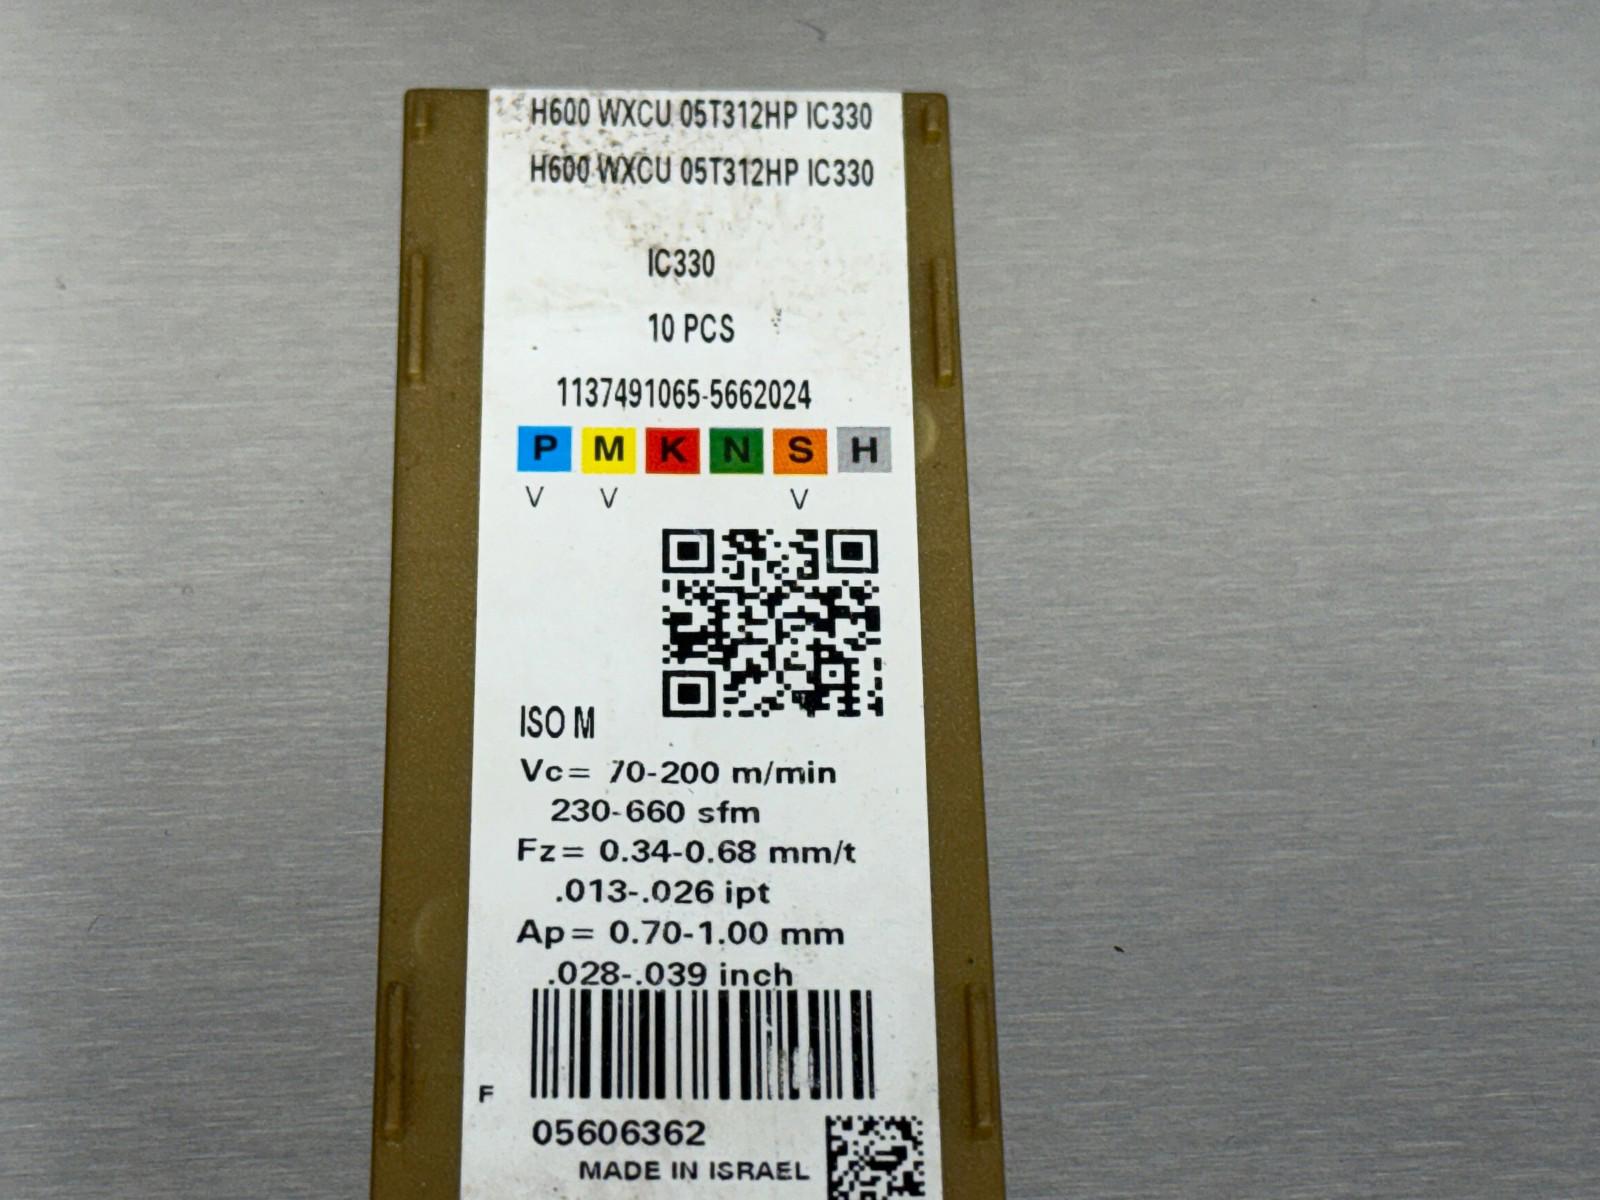 H600 WXCU 05T312HP IC330
H600 WXCU 05T312HP IC330
IC330
10 PCS
1137491065-5662024
P M K N S H
V V V
ISO M
Vc= 70-200 m/min
230-660 sfm
Fz= 0.34-0.68 mm/t
.013-.026 ipt
Ap= 0.70-1.00 mm
.028-.039 inch
F
05606362
MADE IN ISRAEL